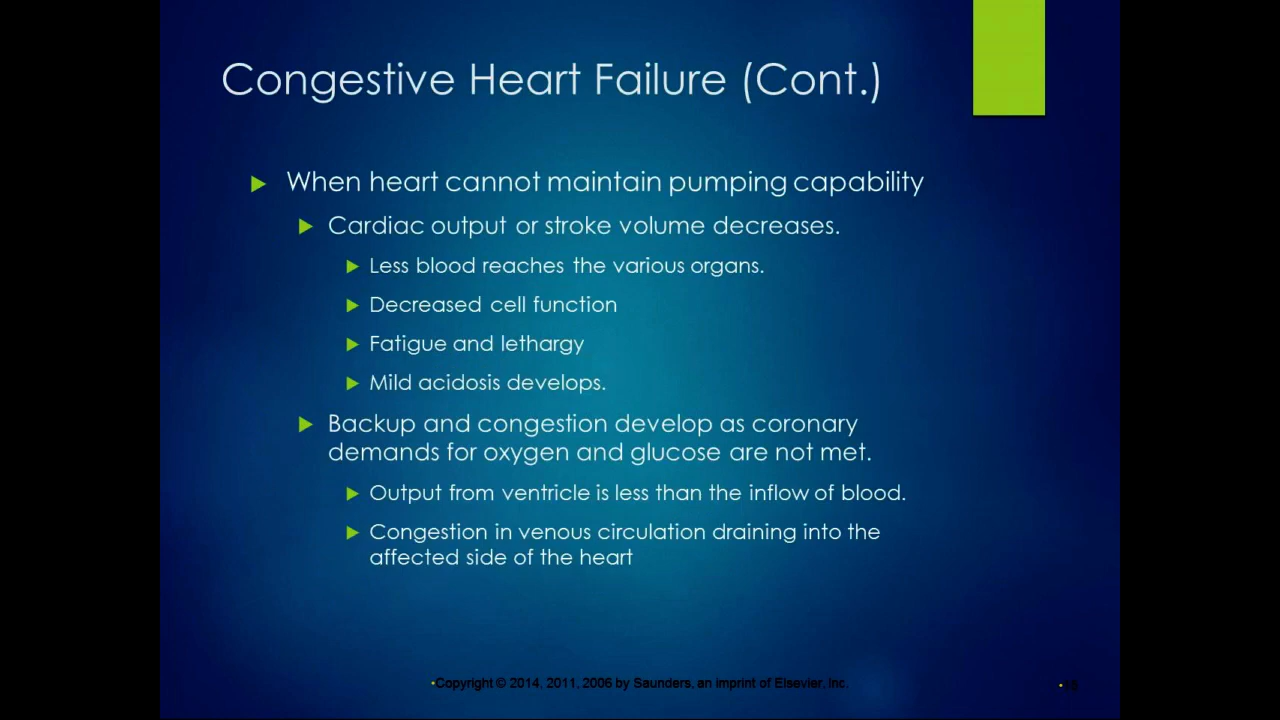 Congestive Heart Failure (Cont.)
When heart cannot maintain pumping capability
Cardiac output or stroke volume decreases.
Less blood reaches the various organs.
Decreased cell function
Fatigue and lethargy
Mild acidosis develops.
Backup and congestion develop as coronary
demands for oxygen and glucose are not met.
Output from ventricle is less than the inflow of blood.
Congestion in venous circulation draining into the
affected side of the heart
•Copyright © 2014, 2011, 2006 by Saunders, an imprint of Elsevier, Inc.